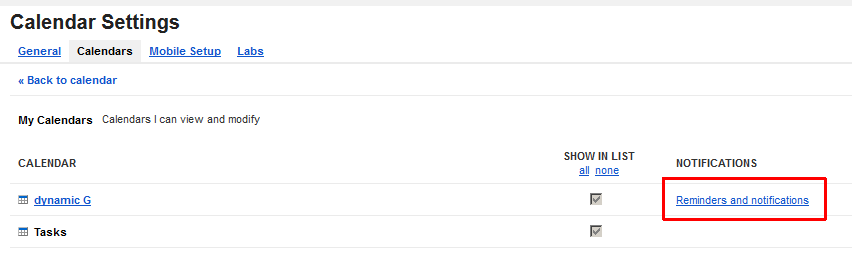 Calendar Settings
General Calendars Mobile Setup Labs
« Back to calendar
My Calendars Calendars I can view and modify
CALENDAR SHOW IN LIST NOTIFICATIONS
all none
dynamic G Reminders and notifications
Tasks